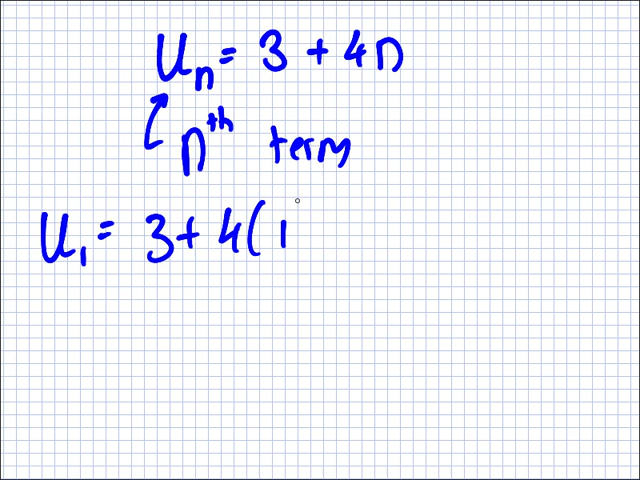 Uₙ = 3 + 4n
nᵗʰ term
U₁ = 3 + 4(1